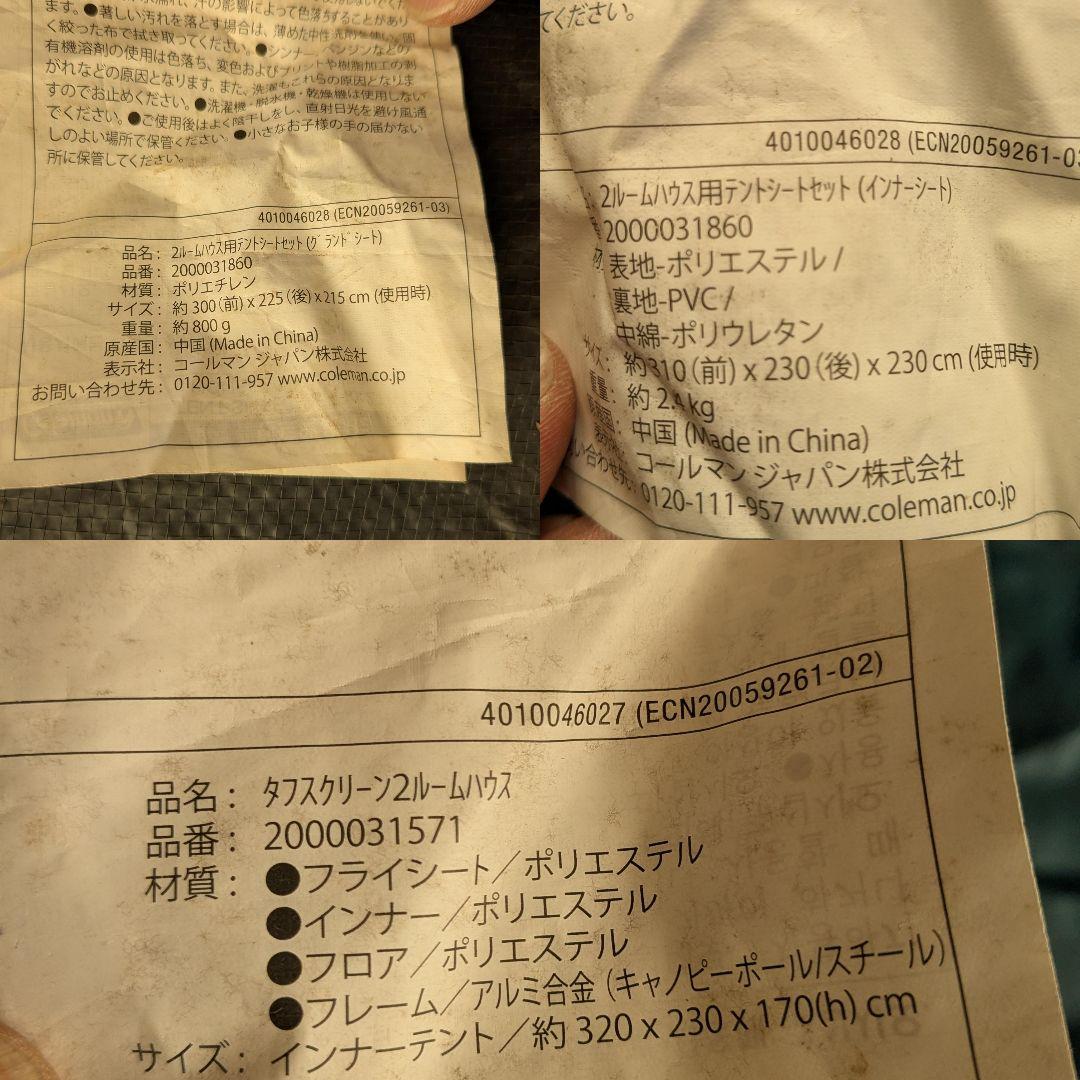 ます。●著しい汚れを落とす場合は、薄めた中性洗剤を使い、固
く絞った布で拭き取ってください。●シンナー、ベンジンなどの
有機溶剤の使用は色落ち、変色およびプリントや樹脂加工の剥
がれなどの原因となります。また、洗濯もこれらの原因となりま
すのでお止めください。●洗濯機・脱水機・乾燥機は使用しない
でください。●ご使用後はよく陰干しをし、直射日光を避け風通
しのよい場所で保管ください。●小さなお子様の手の届かない
所に保管してください。
4010046028 (ECN20059261-03)
品名: 2ルームハウス用テントシートセット(グランドシート)
品番: 2000031860
材質: ポリエチレン
サイズ: 約300(前) x 225(後) x 215 cm (使用時)
重量: 約800 g
原産国: 中国 (Made in China)
表示社: コールマン ジャパン株式会社
お問い合わせ先: 0120-111-957 www.coleman.co.jp
てください。
4010046028 (ECN20059261-03
2ルームハウス用テントシートセット(インナーシート)
2000031860
表地-ポリエステル /
裏地-PVC /
中綿-ポリウレタン
サイズ: 約310(前) x 230(後) x 230 cm (使用時)
重量: 約 2.4 kg
原産国: 中国 (Made in China)
コールマン ジャパン株式会社
い合わせ先: 0120-111-957 www.coleman.co.jp
4010046027 (ECN20059261-02)
品名: タフスクリーン2ルームハウス
品番: 2000031571
材質: ●フライシート/ポリエステル
●インナー/ポリエステル
●フロア/ポリエステル
●フレーム/アルミ合金(キャノピーポール/スチール)
サイズ: インナーテント/約 320 x 230 x 170(h) cm